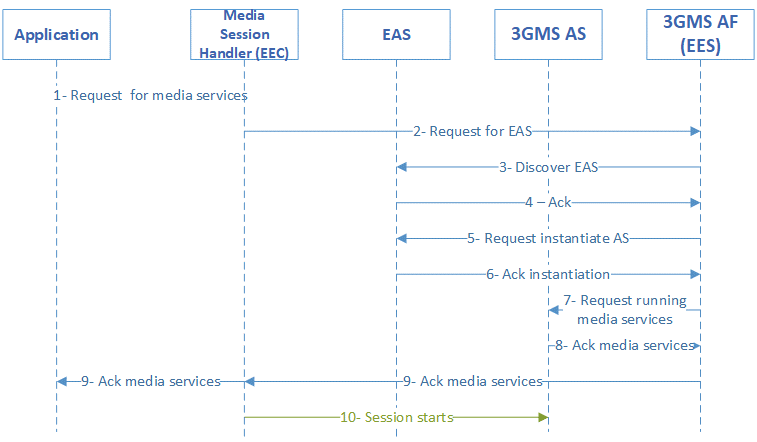 Application
Media
Session
Handler (EEC)
EAS
3GMS AS
3GMS AF
(EES)
1- Request  for media services
2- Request for EAS
3- Discover EAS
4 – Ack
5- Request instantiate AS
6- Ack instantiation
7- Request running
media services
8- Ack media services
9- Ack media services
9- Ack media services
10- Session starts